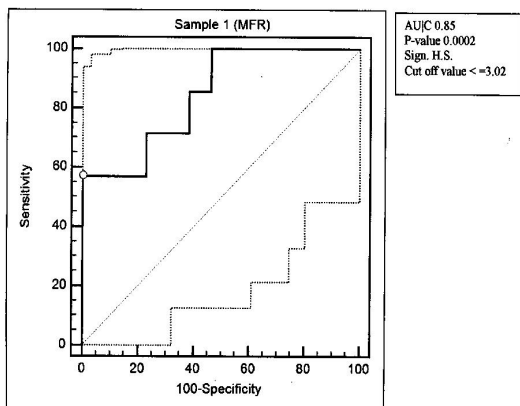 Sample 1 (MFR)
100
80
60
40
20
0
Sensitivity
0 20 40 60 80 100
100-Specificity
AU|C 0.85
P-value 0.0002
Sign. H.S.
Cut off value < =3.02